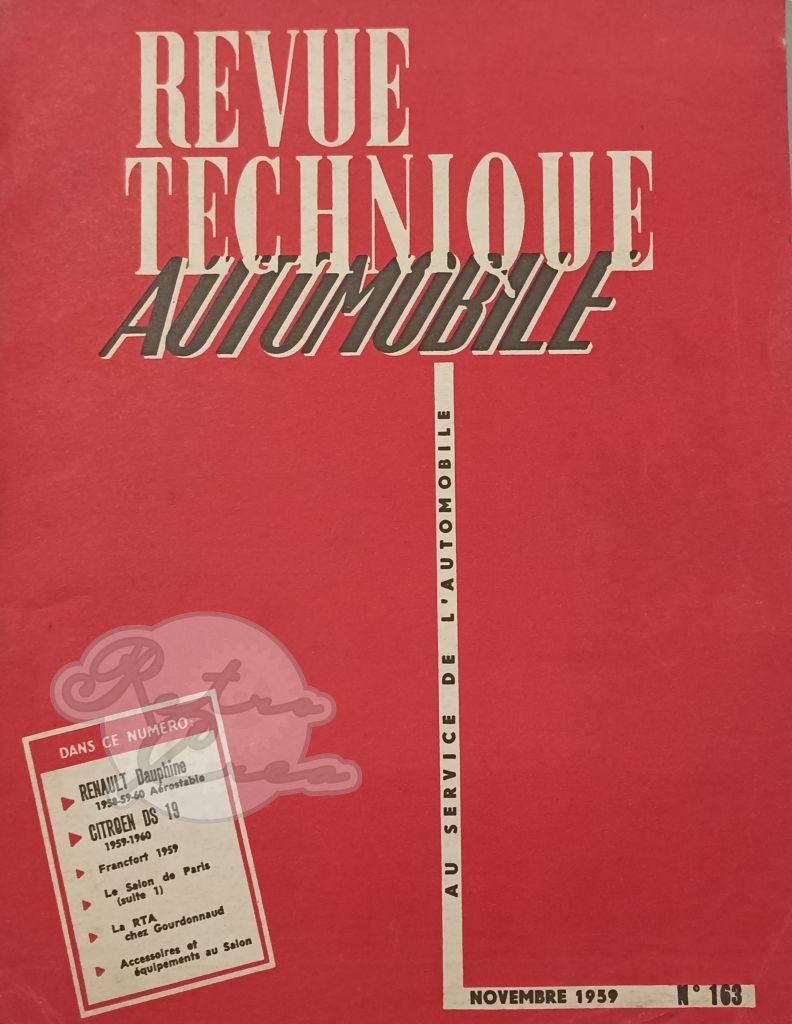 REVUE
TECHNIQUE
AUTOMOBILE
AU SERVICE DE L'AUTOMOBILE
Retro
Corea
DANS CE NUMERO:
RENAULT Dauphine
1958-59-60 Aérostable
CITROEN DS 19
1959-1960
Francfort 1959
Le Salon de Paris
(suite 1)
La RTA
chez Gourdonnaud
Accessoires et
équipements au Salon
NOVEMBRE 1959 N° 163